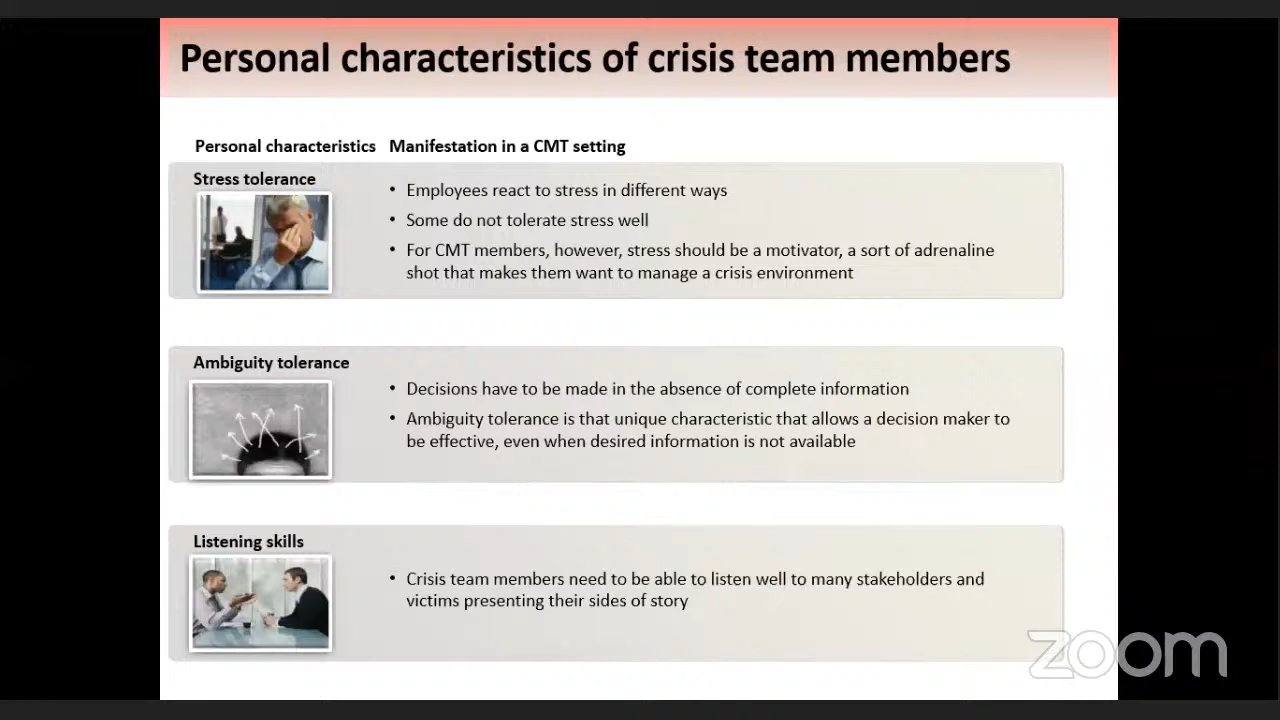 Personal characteristics of crisis team members
Personal characteristics Manifestation in a CMT setting
Stress tolerance
• Employees react to stress in different ways
• Some do not tolerate stress well
• For CMT members, however, stress should be a motivator, a sort of adrenaline
shot that makes them want to manage a crisis environment
Ambiguity tolerance
• Decisions have to be made in the absence of complete information
• Ambiguity tolerance is that unique characteristic that allows a decision maker to
be effective, even when desired information is not available
Listening skills
• Crisis team members need to be able to listen well to many stakeholders and
victims presenting their sides of story
zoom